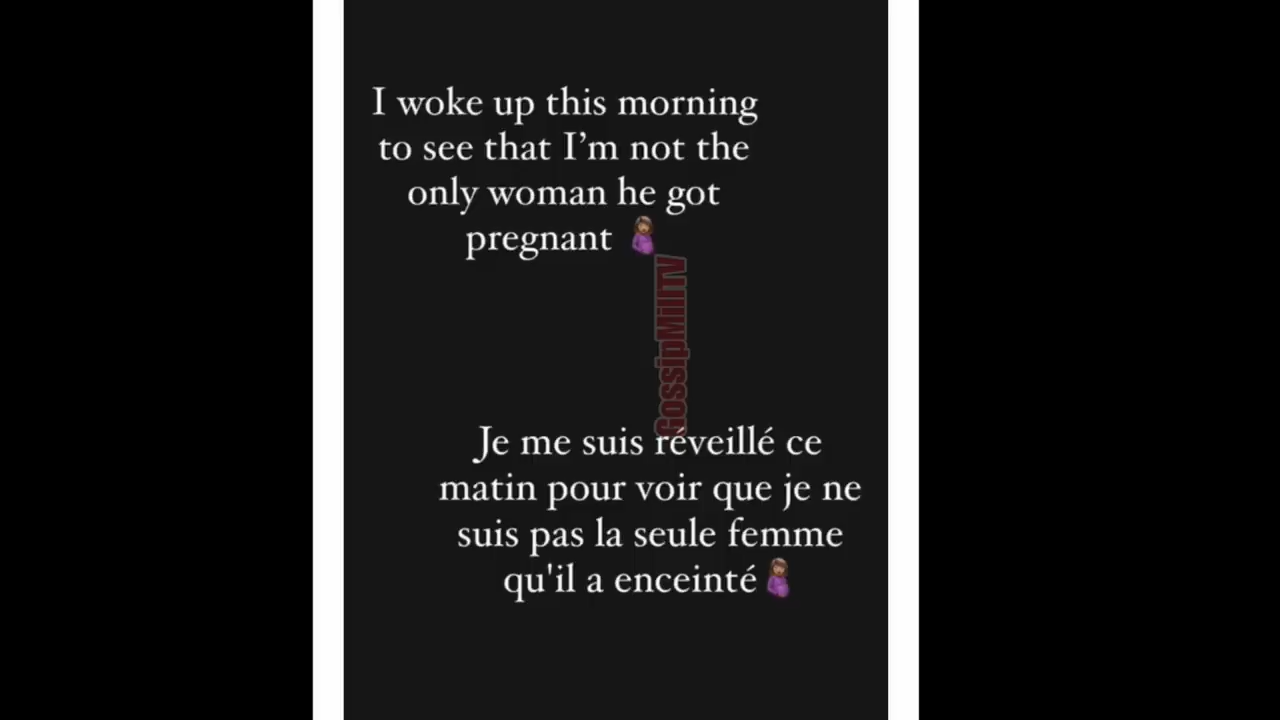 I woke up this morning
to see that I’m not the
only woman he got
pregnant 🤰🏽
GossipMillTV
Je me suis réveillé ce
matin pour voir que je ne
suis pas la seule femme
qu'il a enceinté🤰🏽